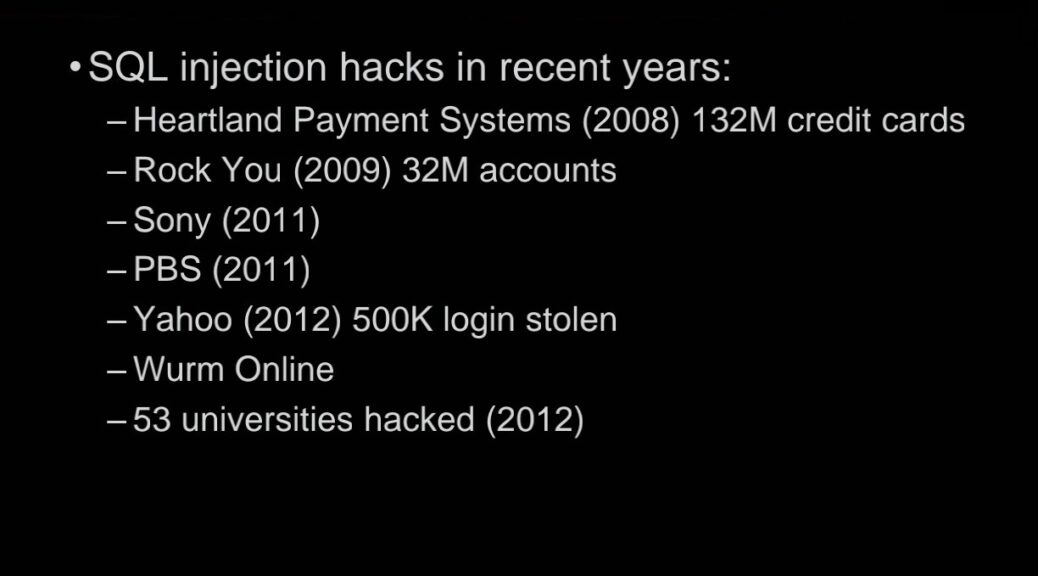 • SQL injection hacks in recent years:
– Heartland Payment Systems (2008) 132M credit cards
– Rock You (2009) 32M accounts
– Sony (2011)
– PBS (2011)
– Yahoo (2012) 500K login stolen
– Wurm Online
– 53 universities hacked (2012)